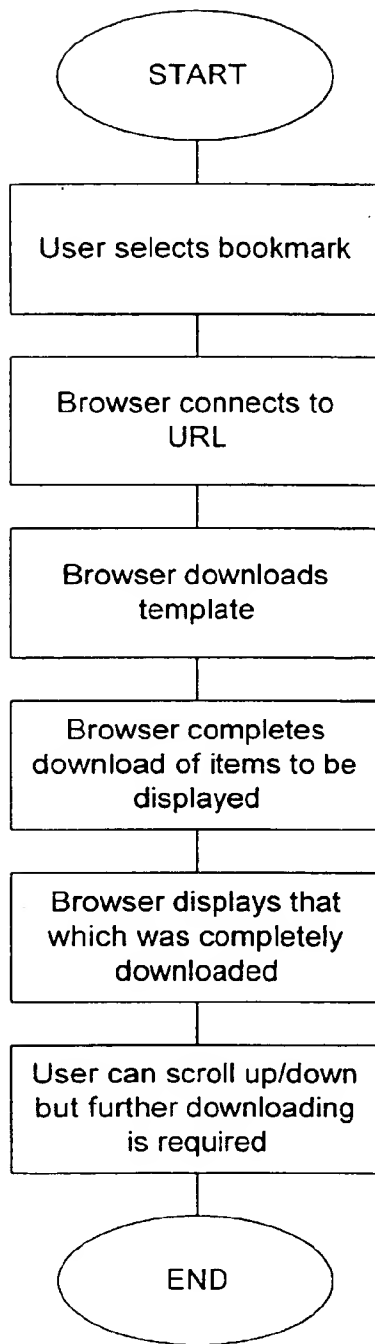 START
User selects bookmark
Browser connects to
URL
Browser downloads
template
Browser completes
download of items to be
displayed
Browser displays that
which was completely
downloaded
User can scroll up/down
but further downloading
is required
END